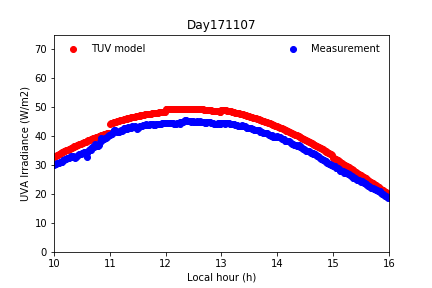 Day171107
TUV model
Measurement
UVA Irradiance (W/m2)
70
60
50
40
30
20
10
0
10 11 12 13 14 15 16
Local hour (h)